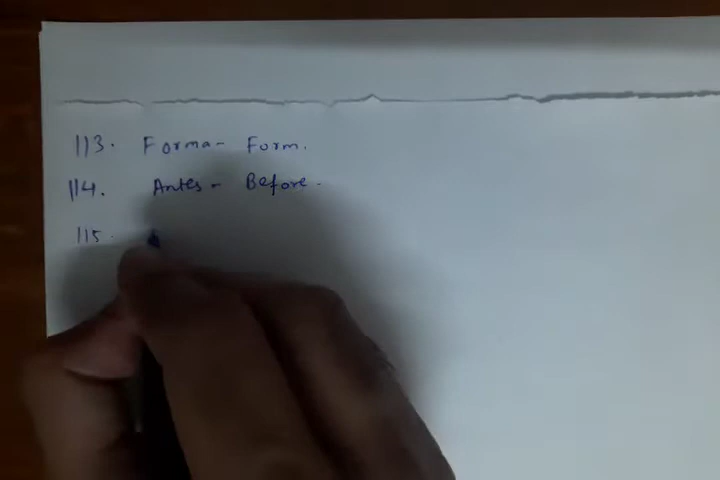 113. Forma - Form.
114. Antes - Before.
115.